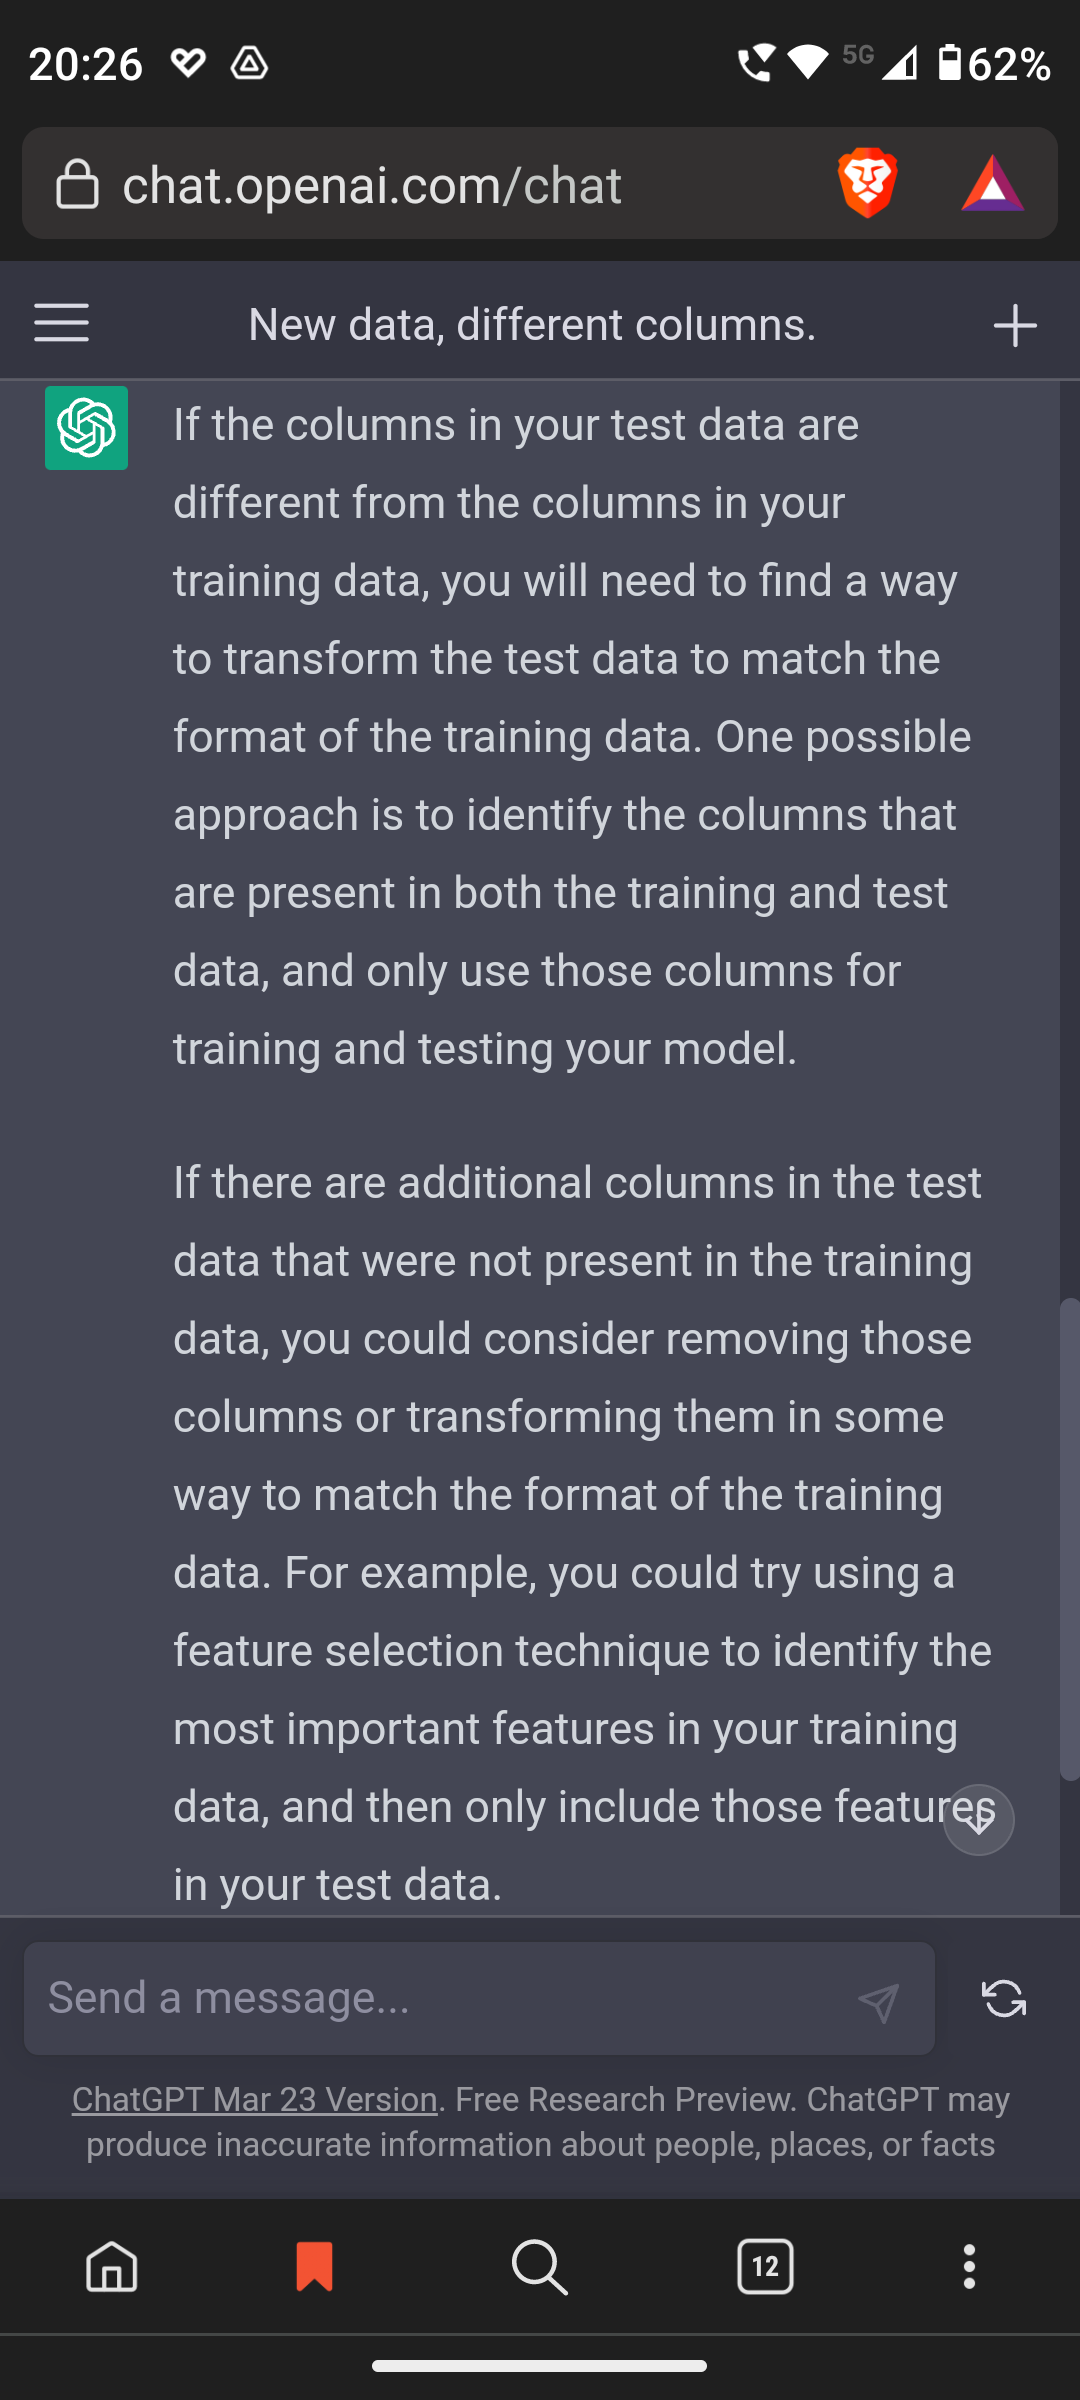 20:26
5G
62%
chat.openai.com/chat
New data, different columns.
If the columns in your test data are
different from the columns in your
training data, you will need to find a way
to transform the test data to match the
format of the training data. One possible
approach is to identify the columns that
are present in both the training and test
data, and only use those columns for
training and testing your model.
If there are additional columns in the test
data that were not present in the training
data, you could consider removing those
columns or transforming them in some
way to match the format of the training
data. For example, you could try using a
feature selection technique to identify the
most important features in your training
data, and then only include those features
in your test data.
Send a message...
ChatGPT Mar 23 Version. Free Research Preview. ChatGPT may
produce inaccurate information about people, places, or facts
12